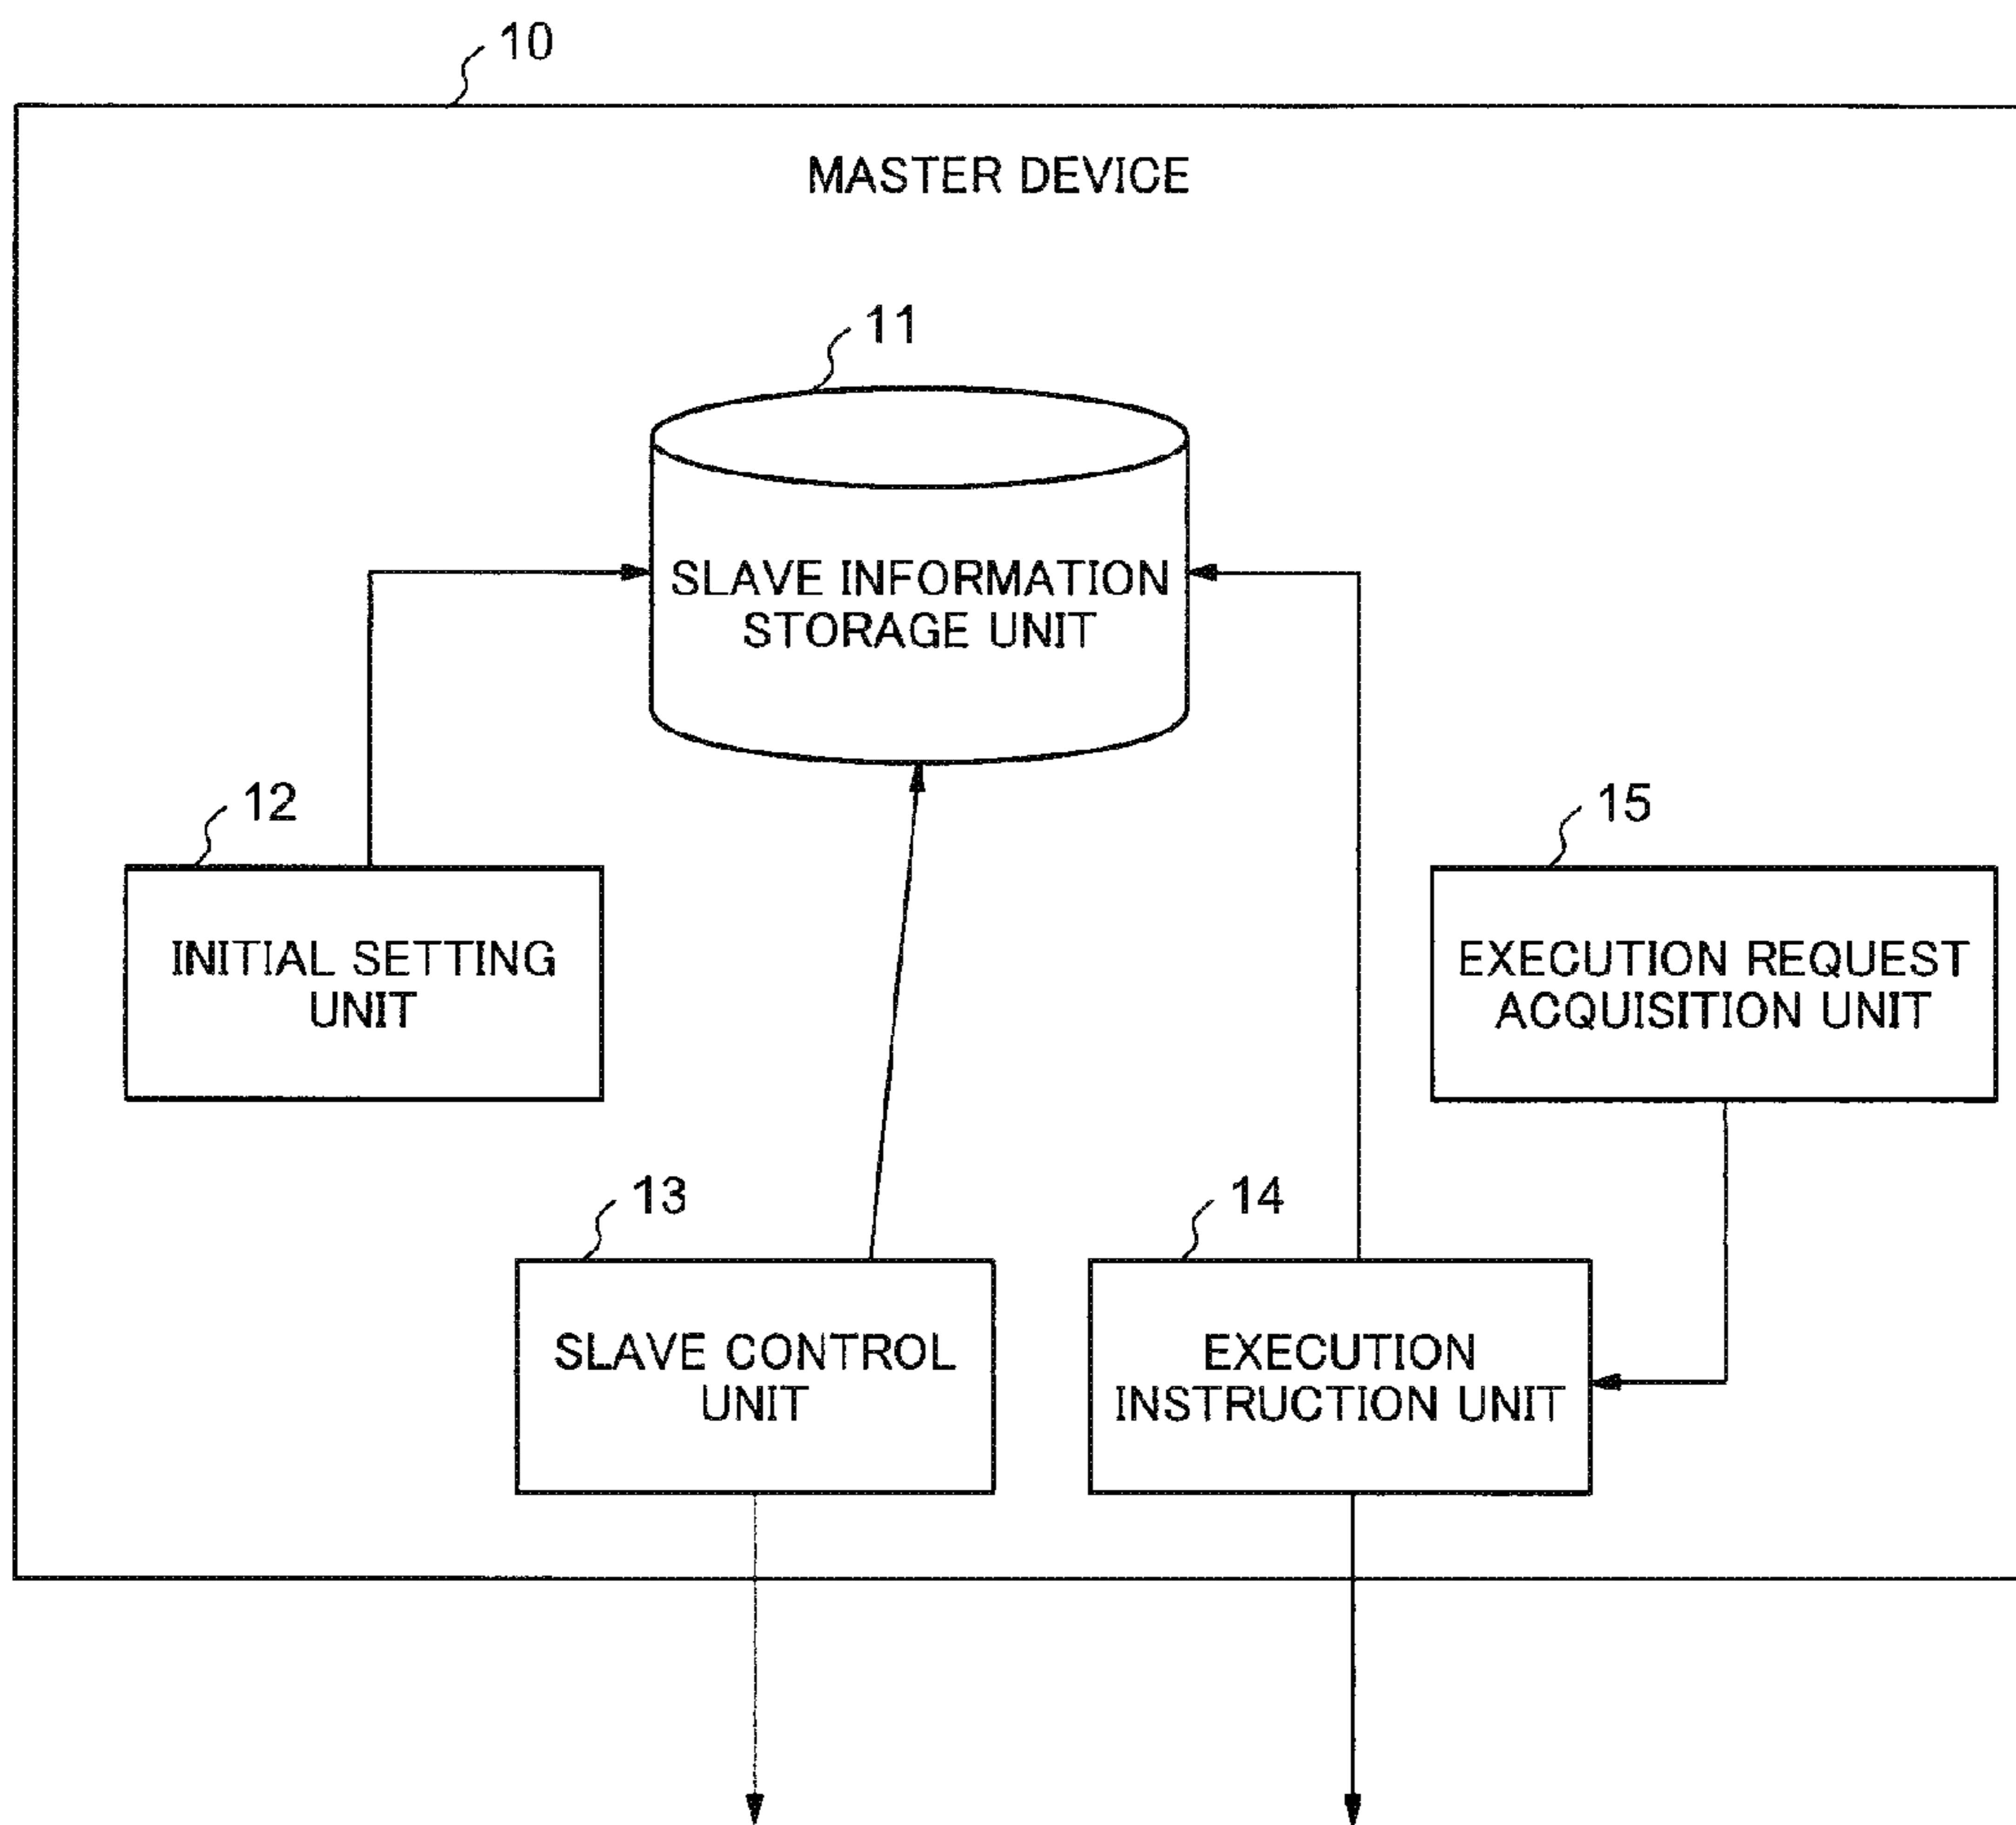 10
MASTER DEVICE
11
SLAVE INFORMATION
STORAGE UNIT
12
INITIAL SETTING
UNIT
15
EXECUTION REQUEST
ACQUISITION UNIT
13
SLAVE CONTROL
UNIT
14
EXECUTION
INSTRUCTION UNIT